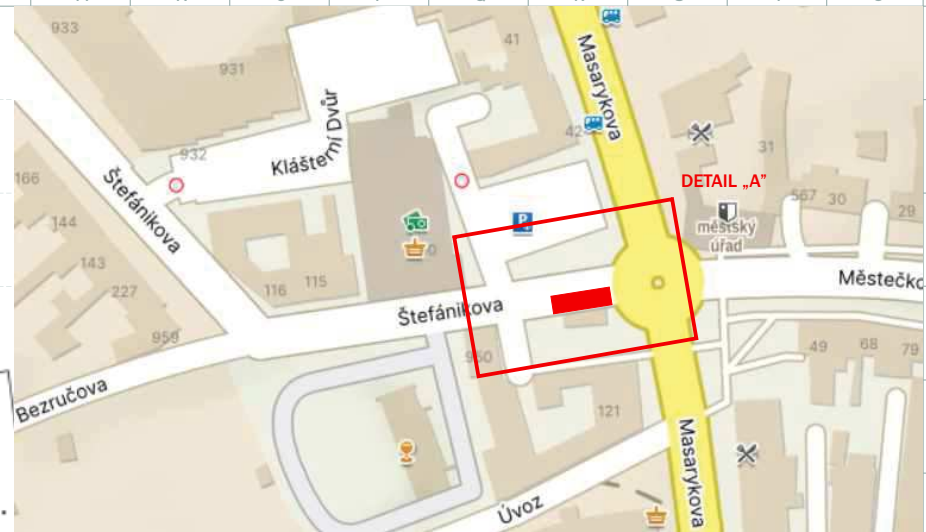 933
931
41
Masarykova
42
Klášterní Dvůr
932
31
DETAIL „A”
567
30
29
166
Štefánikova
P
městský
úřad
144
143
227
116
115
Městečko
Štefánikova
959
950
49
68
79
Bezručova
121
Masarykova
Úvoz